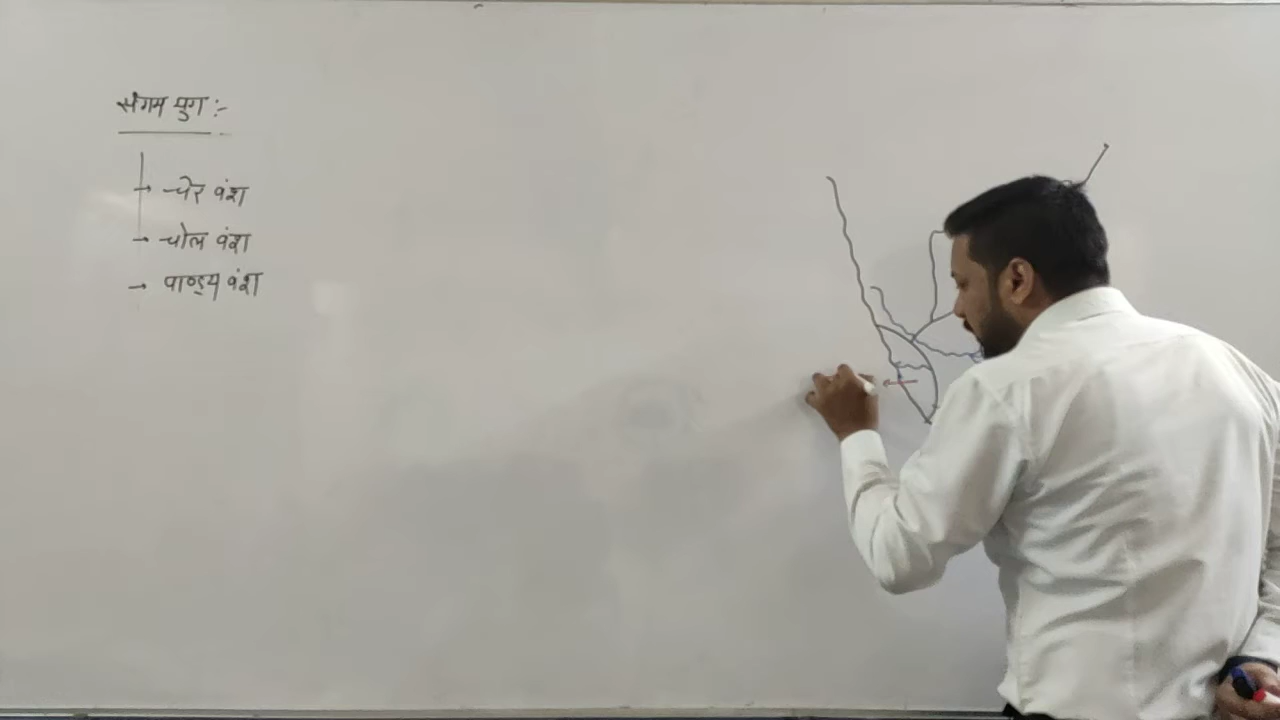 संगम युग :-
→ चेर वंश
→ चोल वंश
→ पाण्ड्य वंश